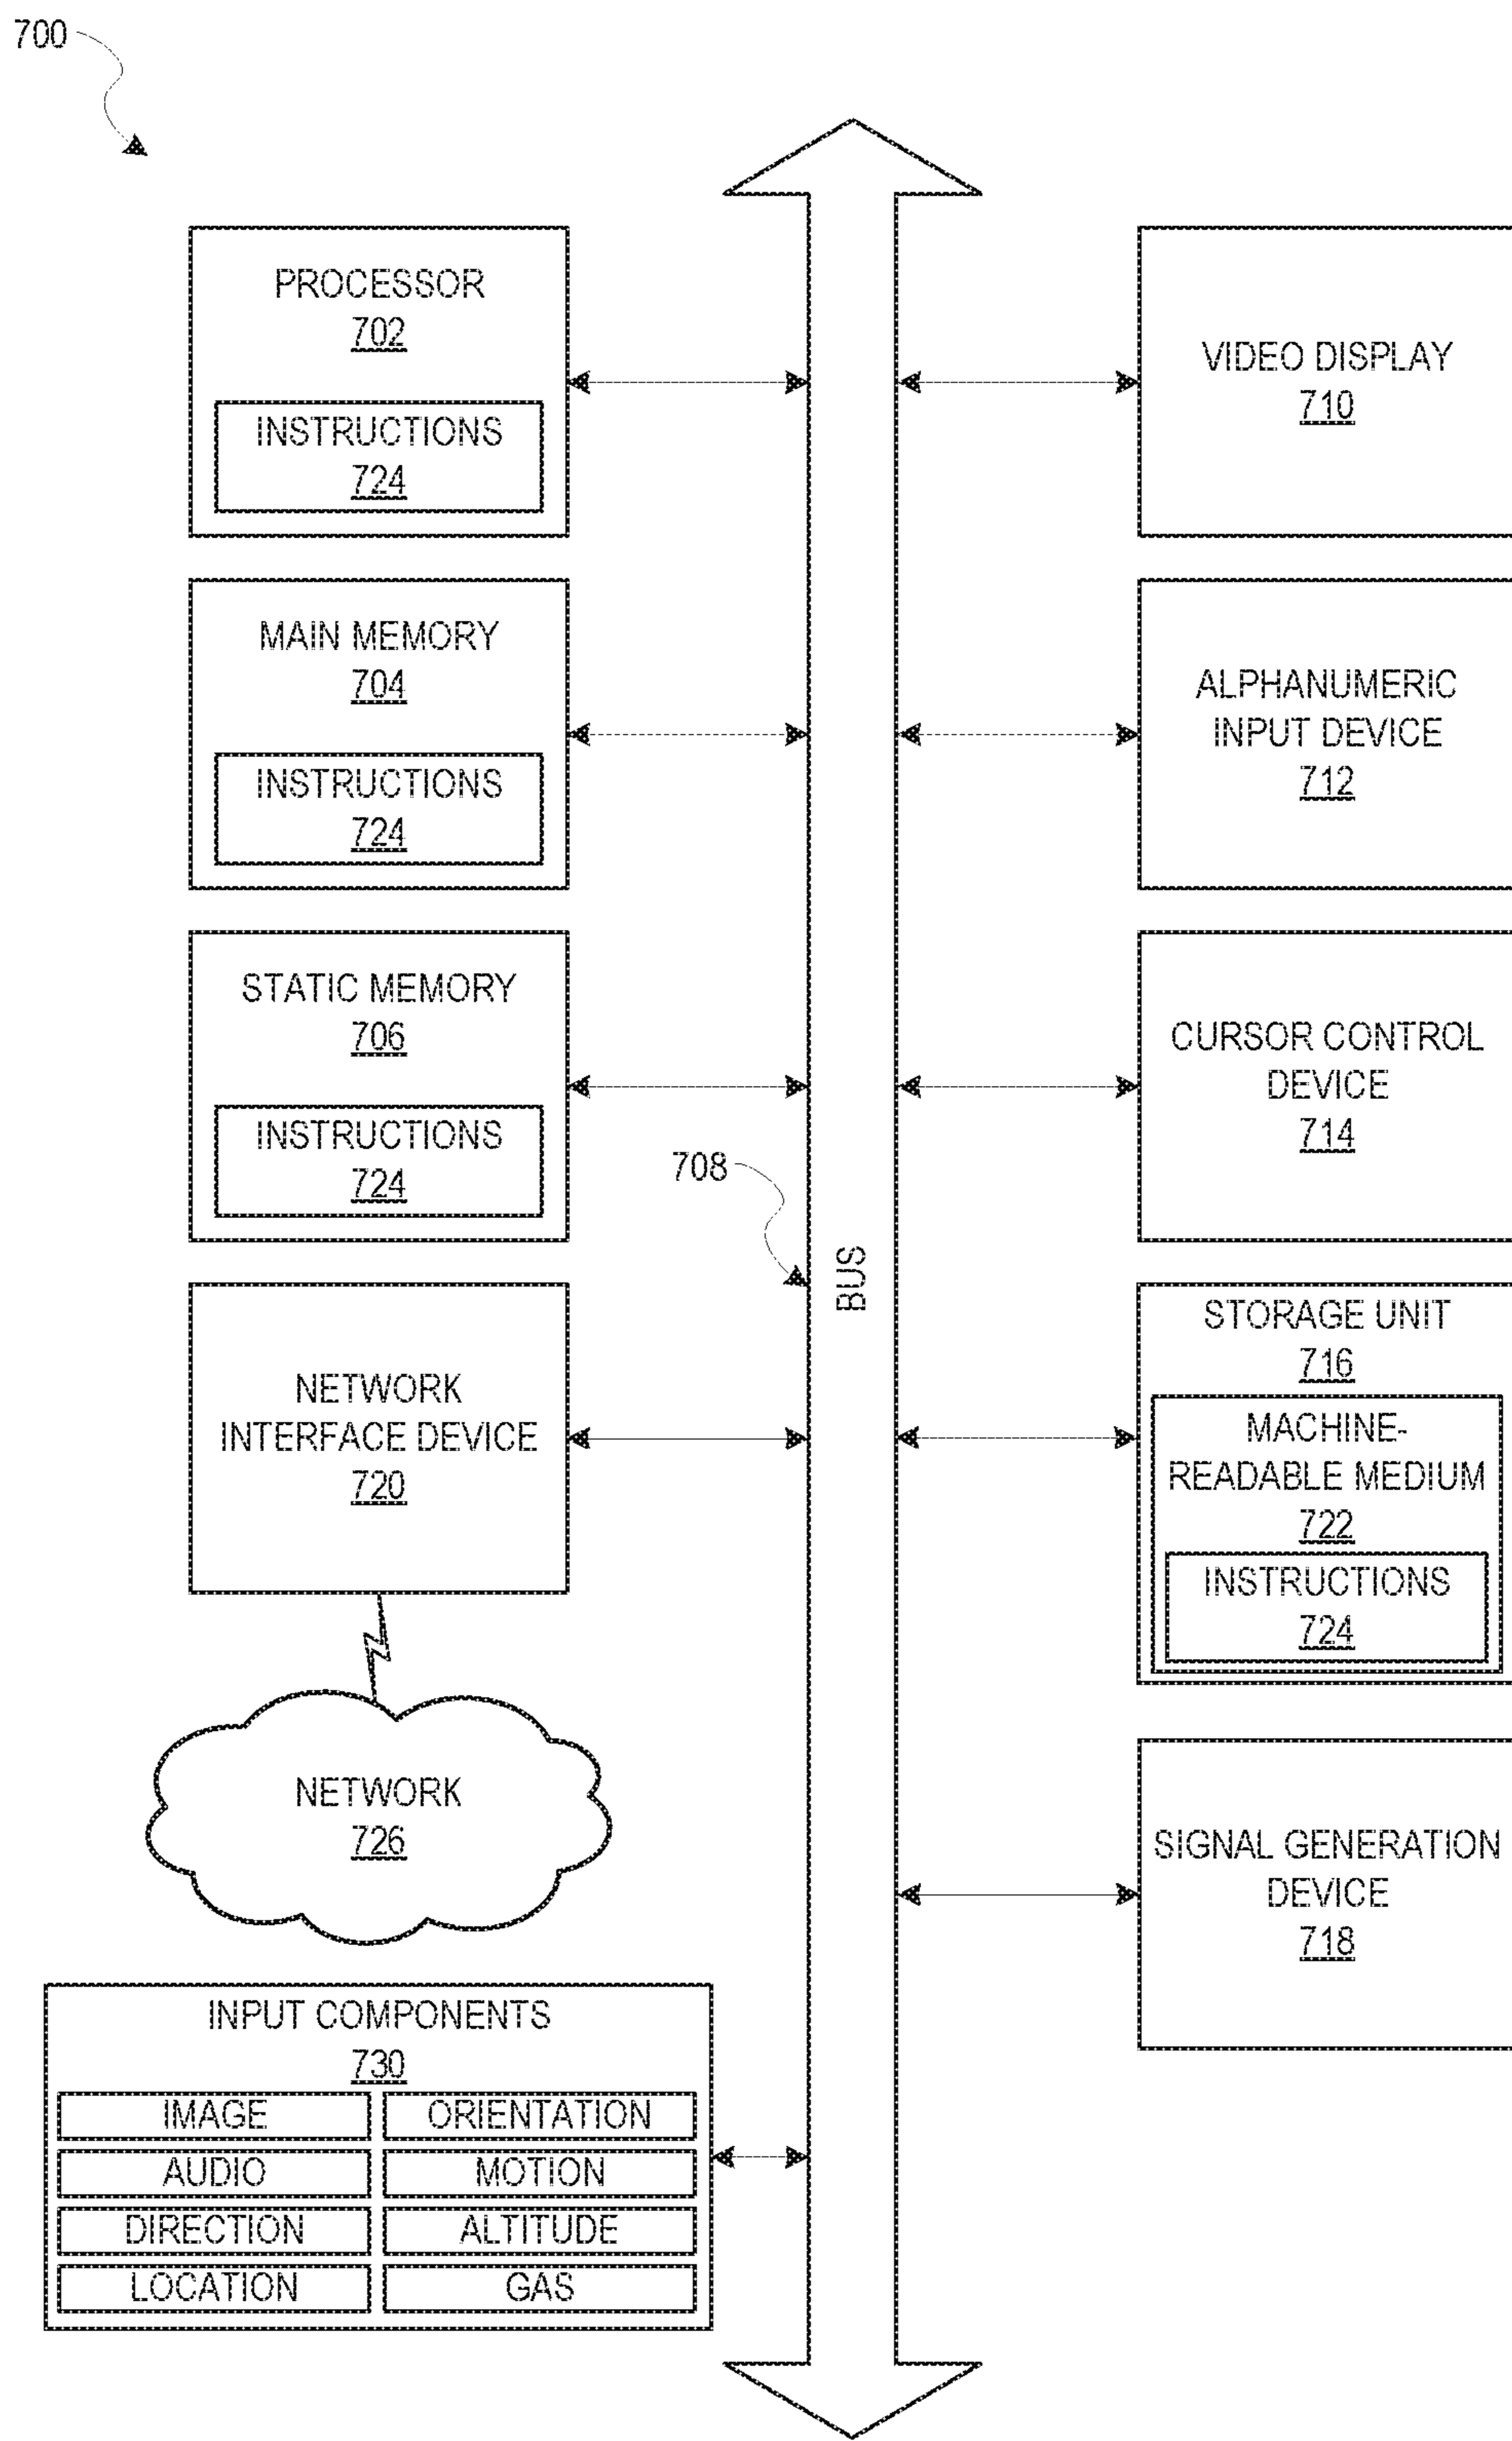 700
PROCESSOR
702
INSTRUCTIONS
724
MAIN MEMORY
704
INSTRUCTIONS
724
STATIC MEMORY
706
INSTRUCTIONS
724
708
BUS
NETWORK
INTERFACE DEVICE
720
NETWORK
726
INPUT COMPONENTS
730
IMAGE
ORIENTATION
AUDIO
MOTION
DIRECTION
ALTITUDE
LOCATION
GAS
VIDEO DISPLAY
710
ALPHANUMERIC
INPUT DEVICE
712
CURSOR CONTROL
DEVICE
714
STORAGE UNIT
716
MACHINE-
READABLE MEDIUM
722
INSTRUCTIONS
724
SIGNAL GENERATION
DEVICE
718